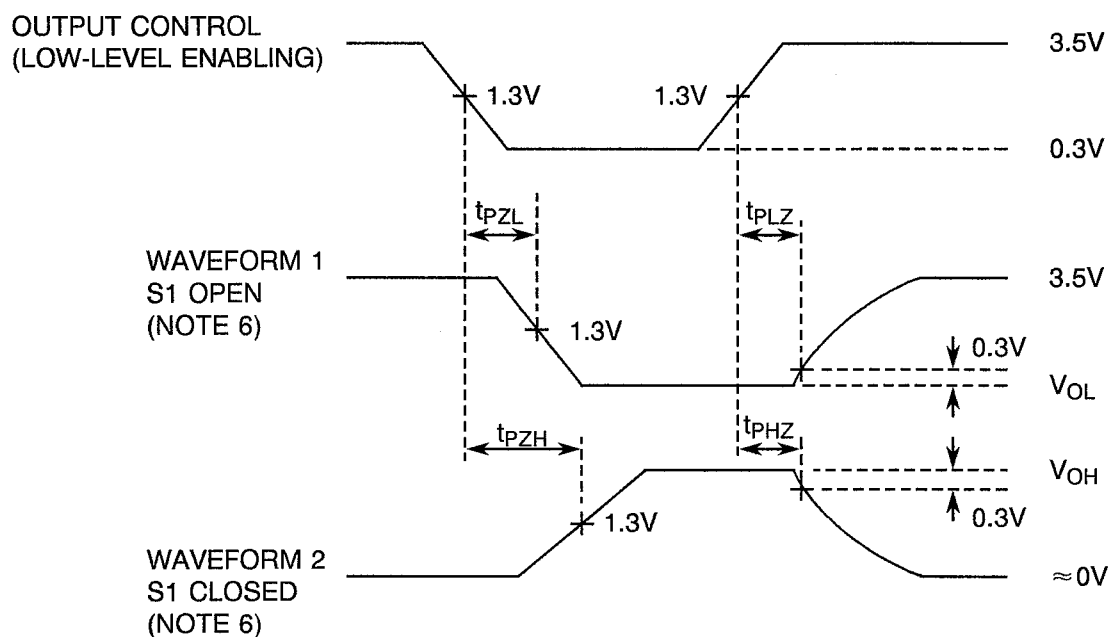 OUTPUT CONTROL
(LOW-LEVEL ENABLING)
3.5V
1.3V
1.3V
0.3V
tPZL
tPLZ
WAVEFORM 1
S1 OPEN
(NOTE 6)
3.5V
1.3V
0.3V
VOL
tPZH
tPHZ
VOH
1.3V
0.3V
WAVEFORM 2
S1 CLOSED
(NOTE 6)
≈0V